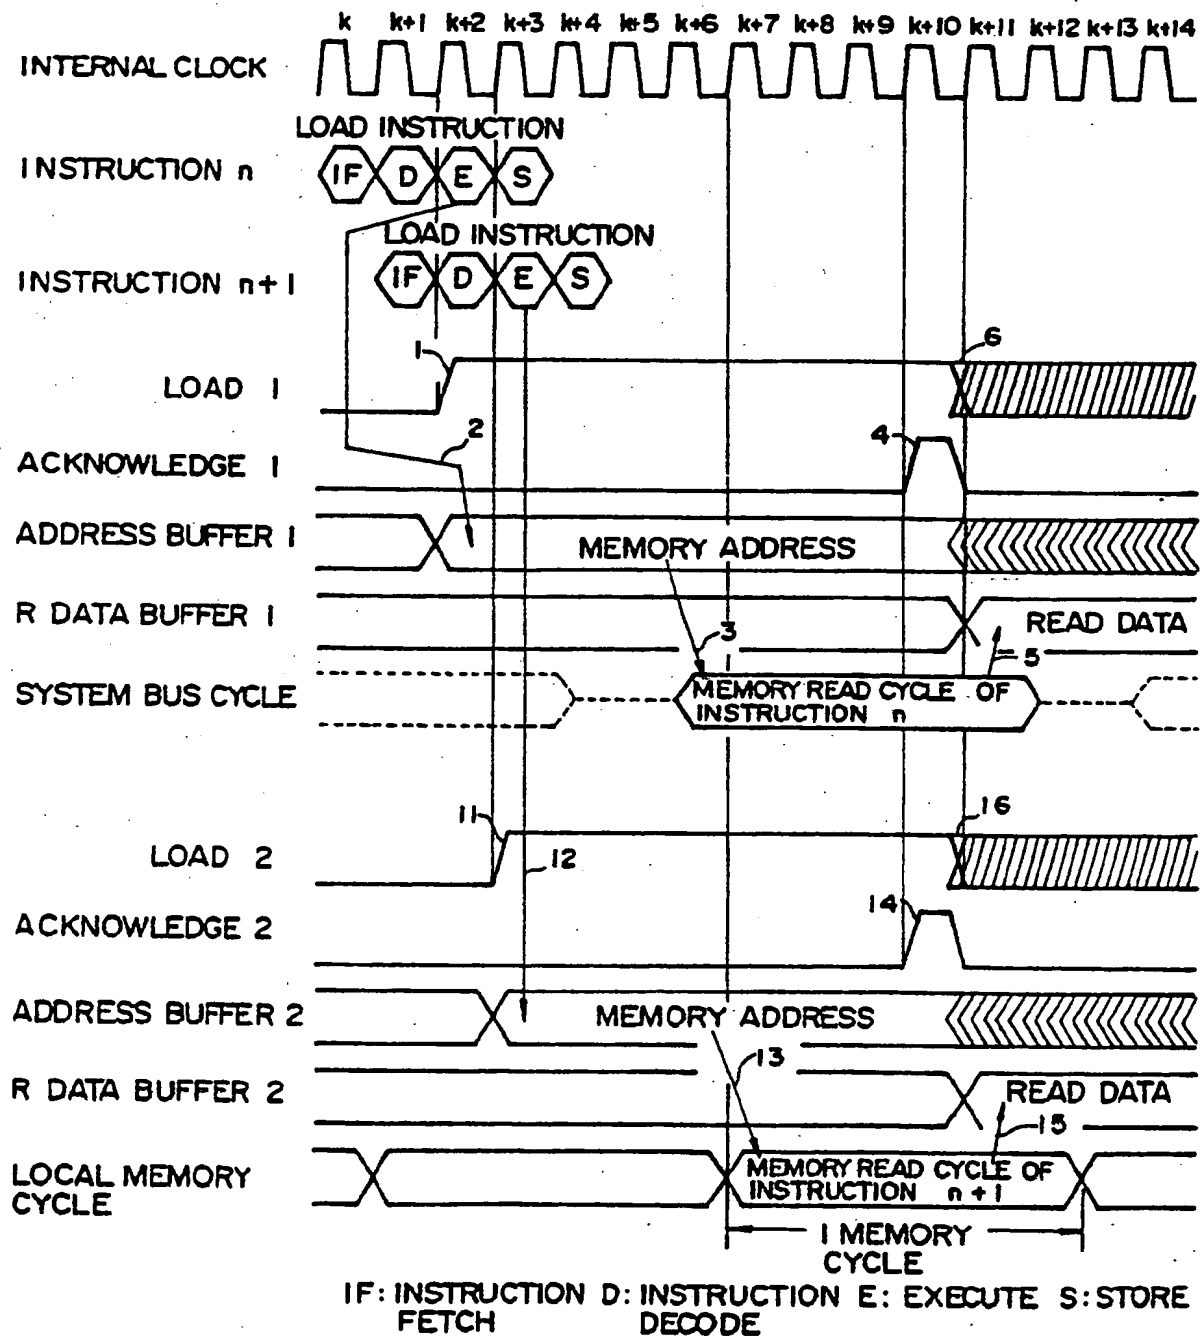 k k+1 k+2 k+3 k+4 k+5 k+6 k+7 k+8 k+9 k+10 k+11 k+12 k+13 k+14
INTERNAL CLOCK
LOAD INSTRUCTION
INSTRUCTION n
IF D E S
LOAD INSTRUCTION
INSTRUCTION n+1
IF D E S
1
6
LOAD 1
2
4
ACKNOWLEDGE 1
ADDRESS BUFFER 1
MEMORY ADDRESS
R DATA BUFFER 1
3
READ DATA
5
SYSTEM BUS CYCLE
MEMORY READ CYCLE OF
INSTRUCTION n
11
16
LOAD 2
12
14
ACKNOWLEDGE 2
ADDRESS BUFFER 2
MEMORY ADDRESS
13
R DATA BUFFER 2
READ DATA
15
LOCAL MEMORY
CYCLE
MEMORY READ CYCLE OF
INSTRUCTION n+1
1 MEMORY
CYCLE
IF: INSTRUCTION D: INSTRUCTION E: EXECUTE S: STORE
FETCH DECODE